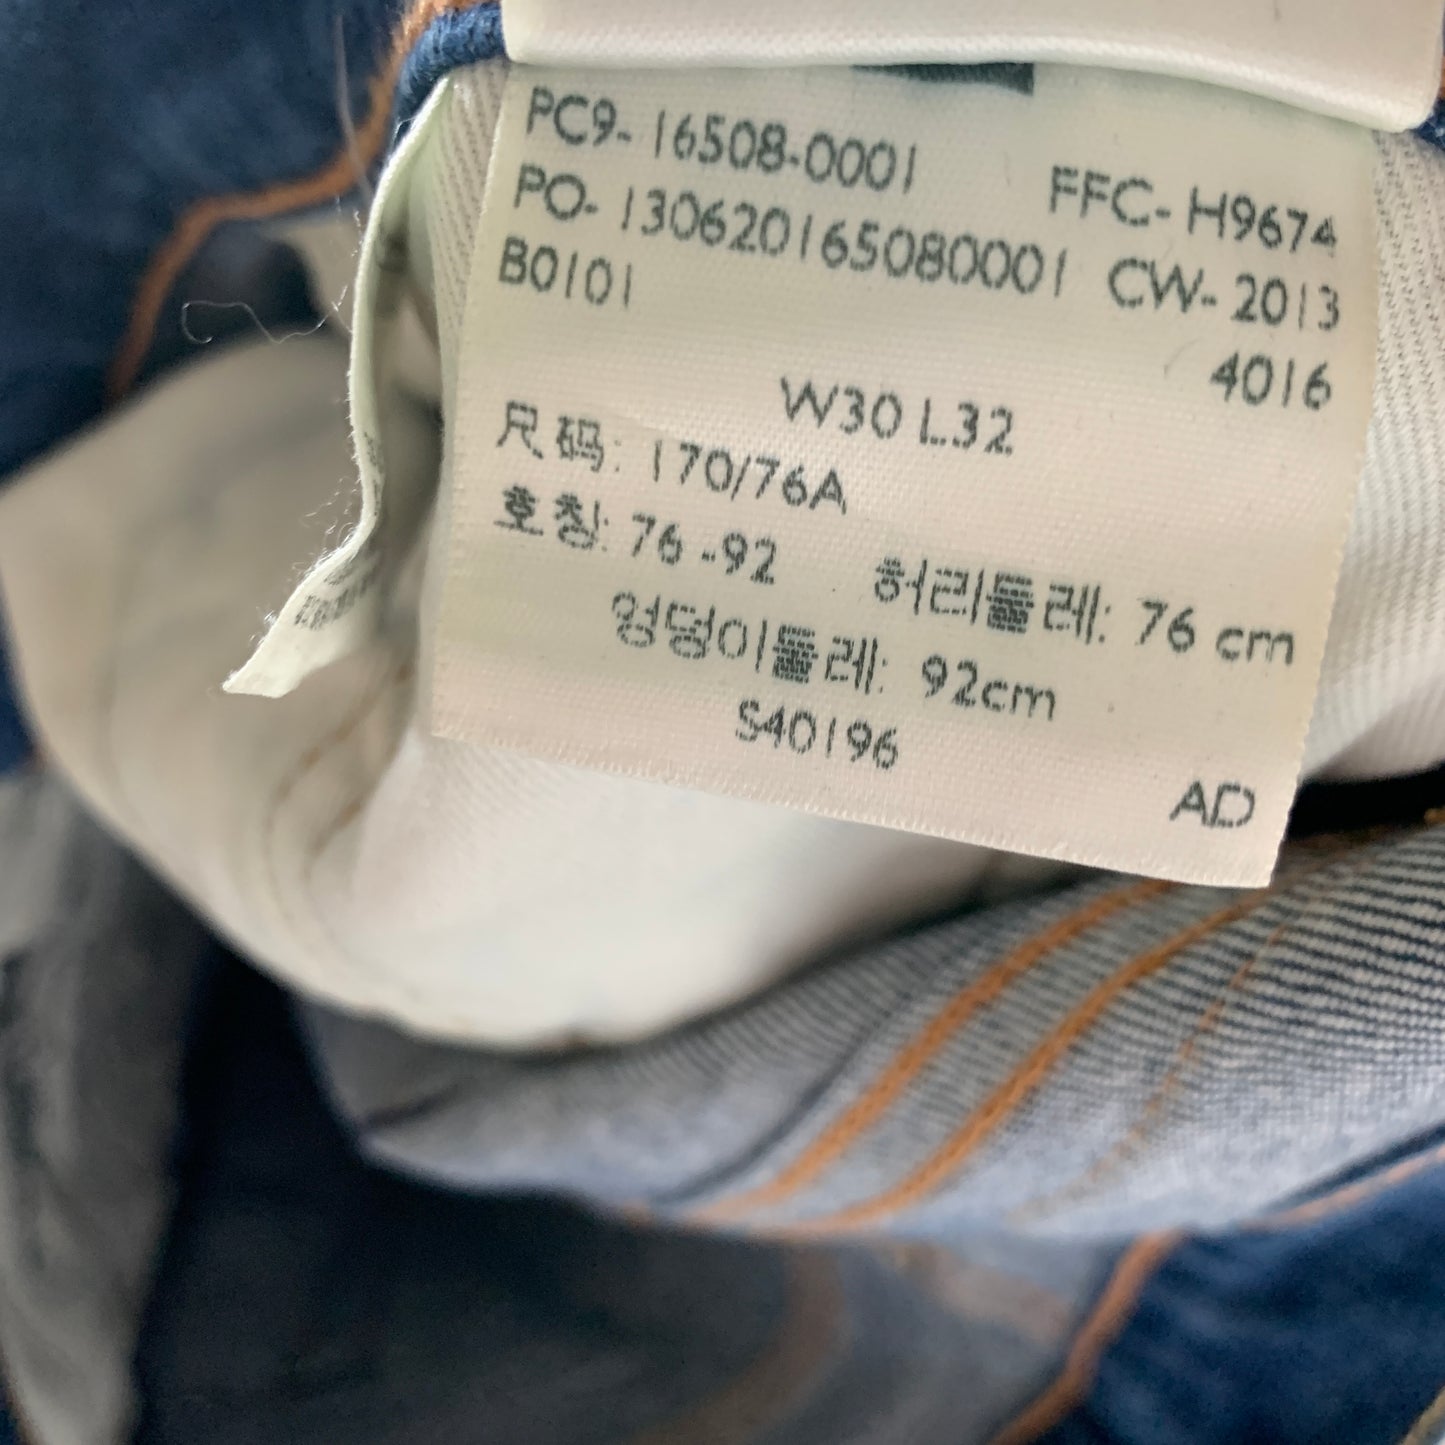 PC9-16508-0001
FFC-H9674
PO-130620165080001 CW-2013
B0101
4016
W30 L32
尺码: 170/76A
호칭: 76-92 허리둘레: 76 cm
엉덩이둘레: 92cm
S40196
AD